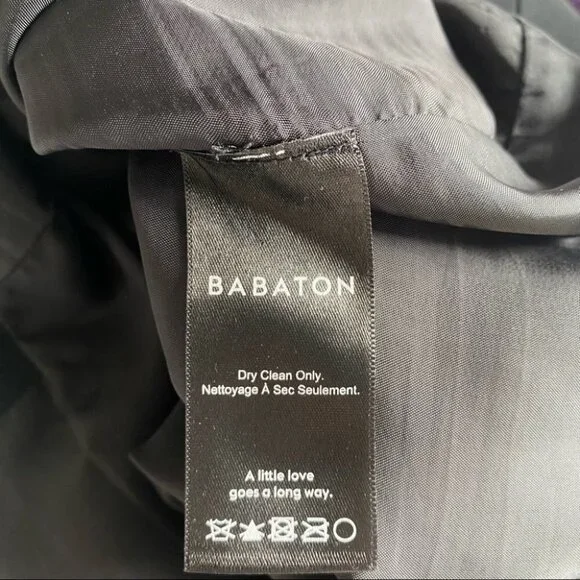 BABATON
Dry Clean Only.
Nettoyage À Sec Seulement.
A little love
goes a long way.